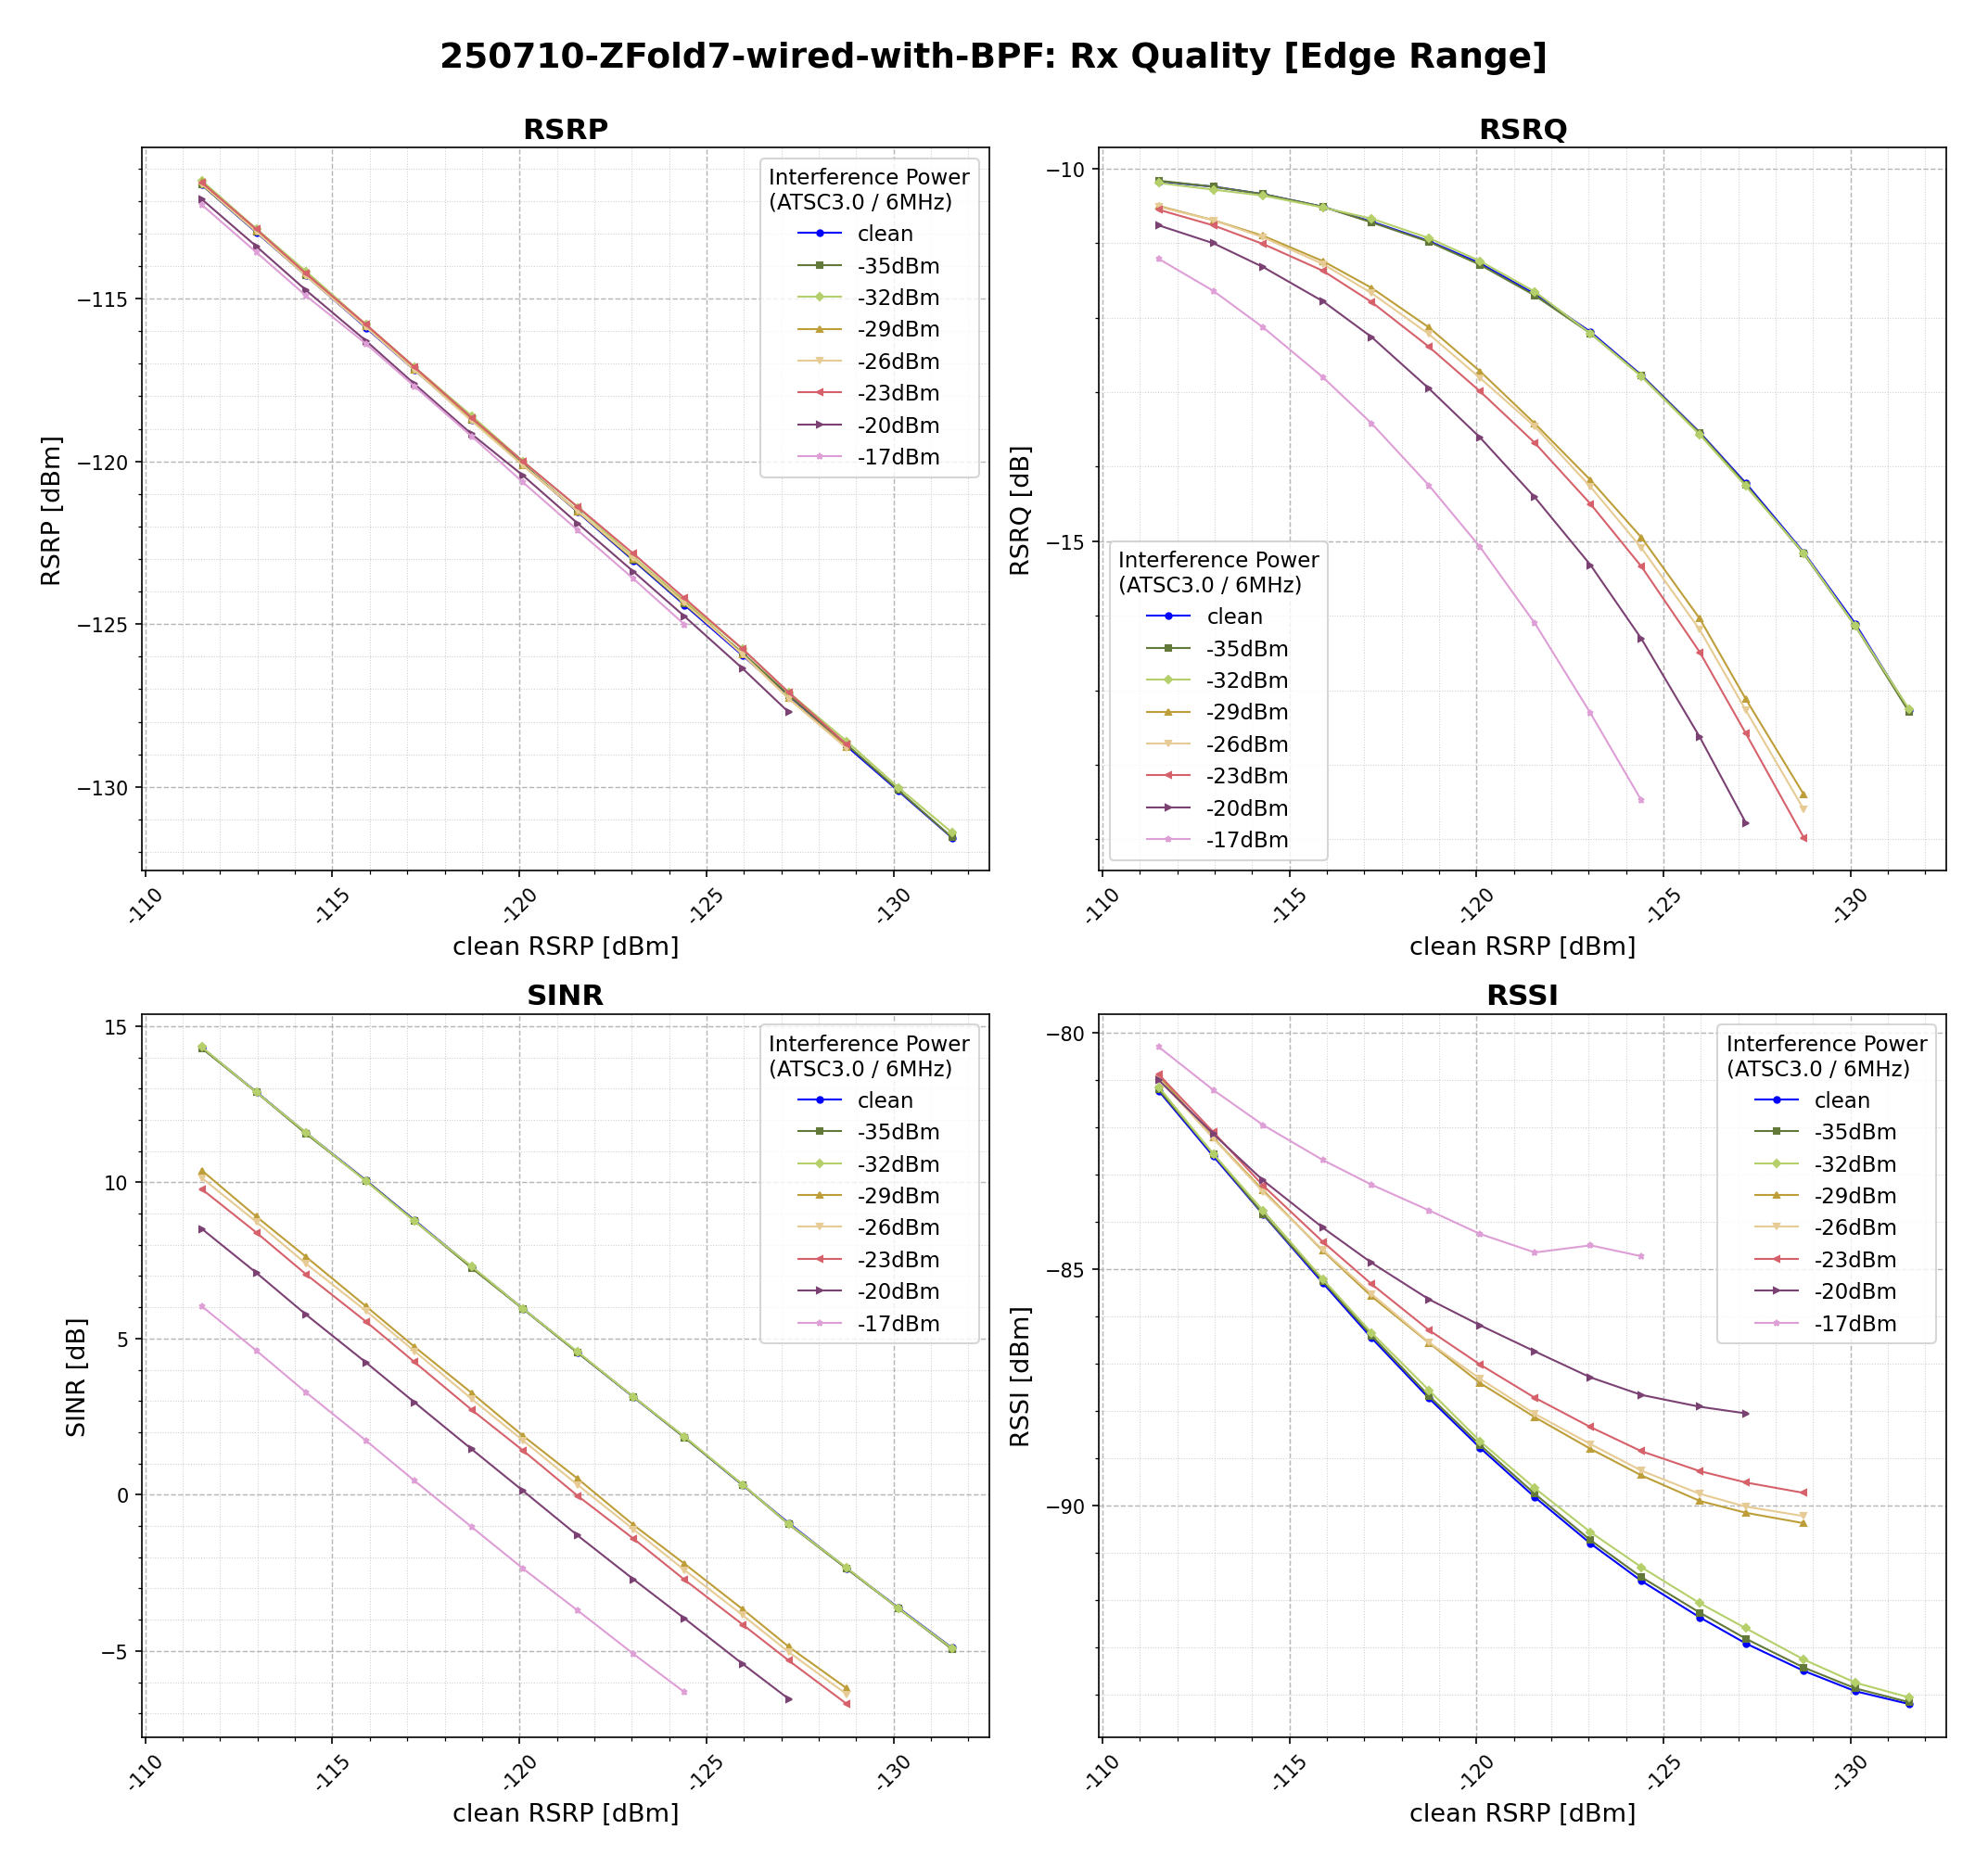 250710-ZFold7-wired-with-BPF: Rx Quality [Edge Range]
RSRP
RSRP [dBm]
−115
−120
−125
−130
Interference Power
(ATSC3.0 / 6MHz)
clean
-35dBm
-32dBm
-29dBm
-26dBm
-23dBm
-20dBm
-17dBm
-110
-115
-120
-125
-130
clean RSRP [dBm]
RSRQ
RSRQ [dB]
−10
−15
Interference Power
(ATSC3.0 / 6MHz)
clean
-35dBm
-32dBm
-29dBm
-26dBm
-23dBm
-20dBm
-17dBm
-110
-115
-120
-125
-130
clean RSRP [dBm]
SINR
SINR [dB]
15
10
5
0
−5
Interference Power
(ATSC3.0 / 6MHz)
clean
-35dBm
-32dBm
-29dBm
-26dBm
-23dBm
-20dBm
-17dBm
-110
-115
-120
-125
-130
clean RSRP [dBm]
RSSI
RSSI [dBm]
−80
−85
−90
Interference Power
(ATSC3.0 / 6MHz)
clean
-35dBm
-32dBm
-29dBm
-26dBm
-23dBm
-20dBm
-17dBm
-110
-115
-120
-125
-130
clean RSRP [dBm]